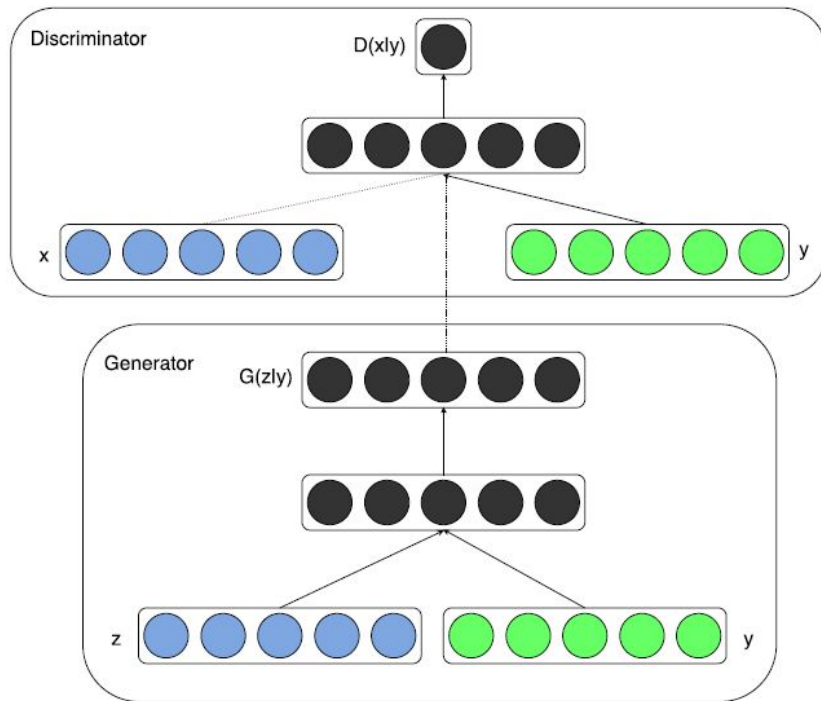 Discriminator
D(x|y)
x
y
Generator
G(z|y)
z
y